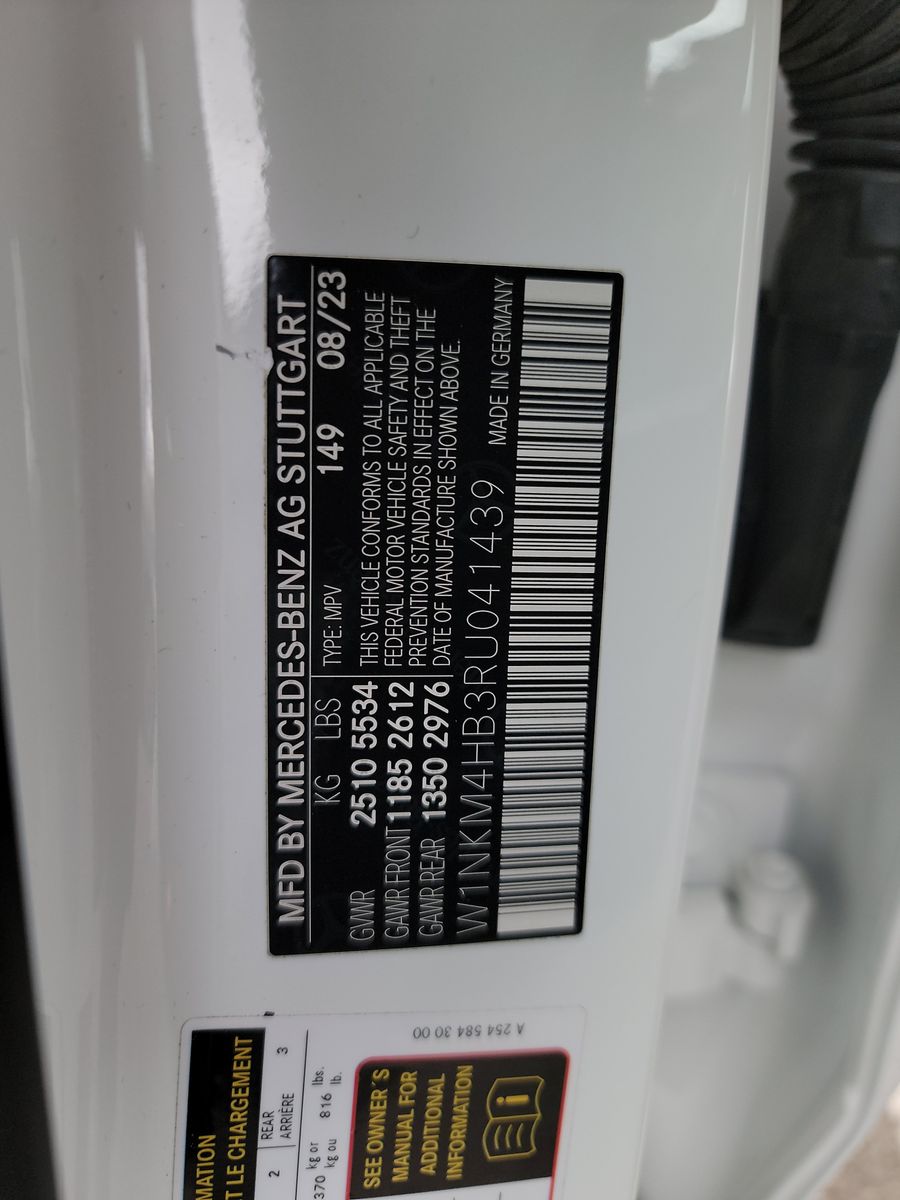 MFD BY MERCEDES-BENZ AG STUTTGART
KG LBS TYPE: MPV 149 08/23
GWR 2510 5534
GAWR FRONT 1185 2612
GAWR REAR 1350 2976
THIS VEHICLE CONFORMS TO ALL APPLICABLE
FEDERAL MOTOR VEHICLE SAFETY AND THEFT
PREVENTION STANDARDS IN EFFECT ON THE
DATE OF MANUFACTURE SHOWN ABOVE.
W1NKM4HB3RU041439 MADE IN GERMANY
MATION
T LE CHARGEMENT
2 REAR 3
ARRIÈRE
370 kg or 816 lbs.
kg ou lb.
SEE OWNER'S
MANUAL FOR
ADDITIONAL
INFORMATION
A 254 584 30 00